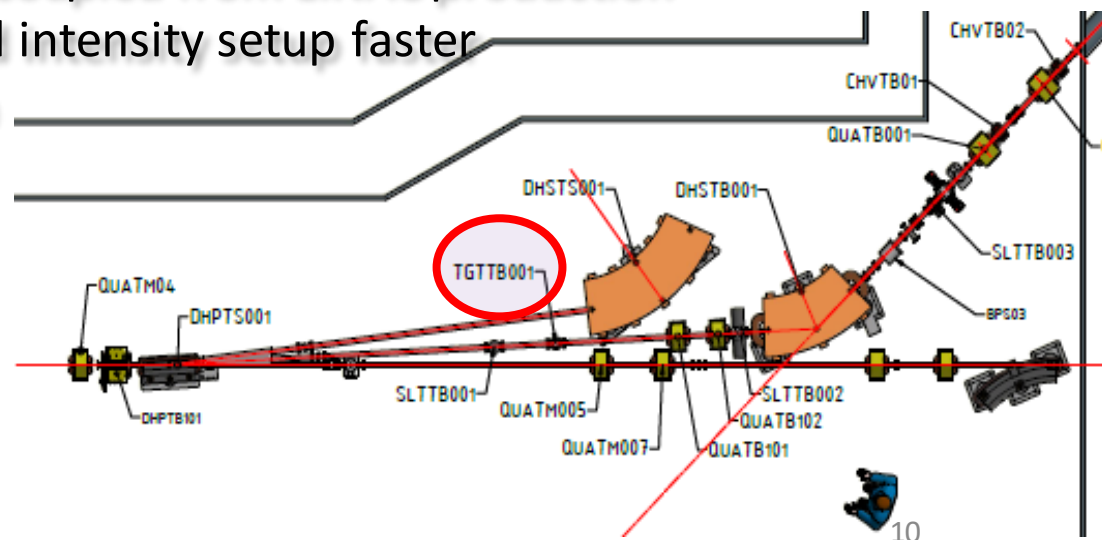 l intensity setup faster
CHVTB02
CHVTB01
QUATB001
DHSTS001
DHSTB001
SLTTB003
TGTTB001
QUATM04
BPS03
DHPTS001
SLTTB001
SLTTB002
QUATM005
DHPTB101
QUATB102
QUATM007
QUATB101
10